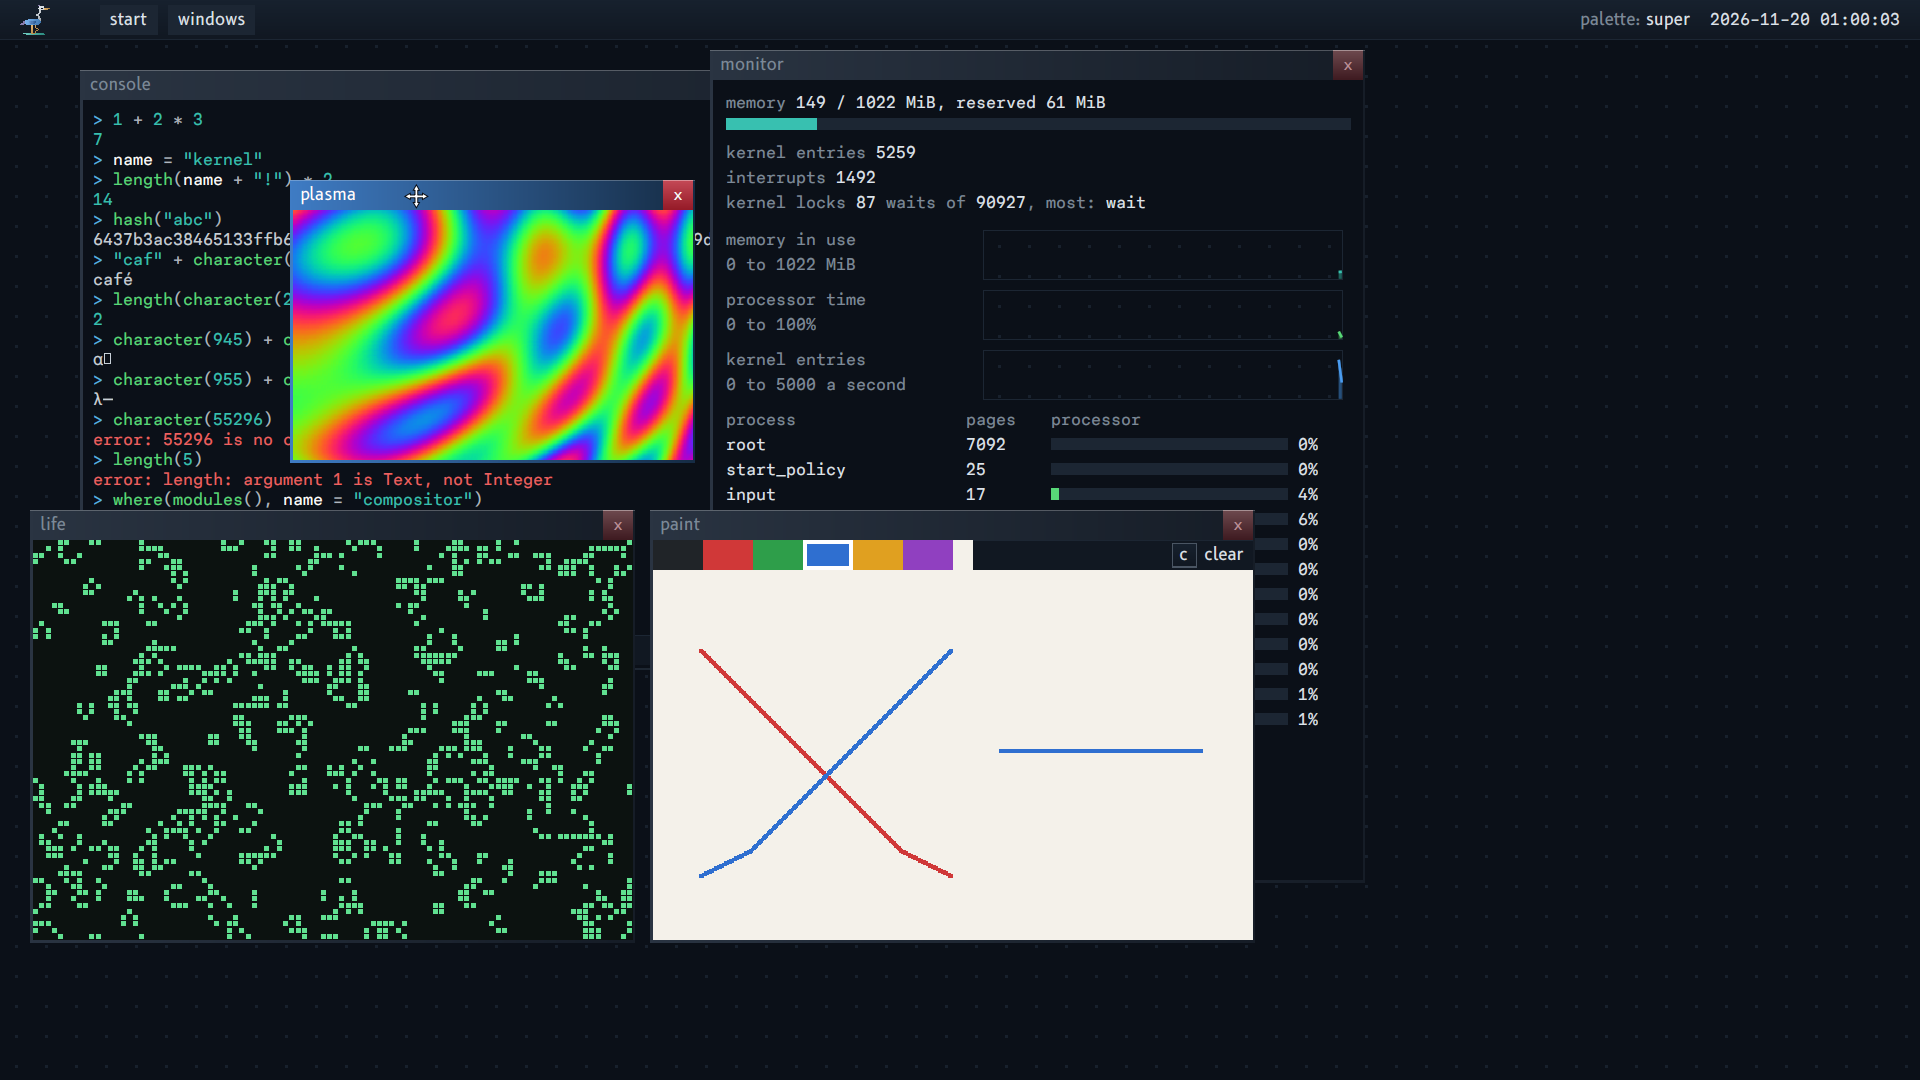 start
windows
palette: super
2026-11-20 01:00:03
console
> 1 + 2 * 3
7
> name = "kernel"
> length(name + "!") * 2
14
> hash("abc")
6437b3ac38465133ffb6
> "caf" + character(
café
> length(character(2
2
> character(945) + c
α
> character(955) + c
λ—
> character(55296)
error: 55296 is no c
> length(5)
error: length: argument 1 is Text, not Integer
> where(modules(), name = "compositor")
plasma
x
monitor
x
memory 149 / 1022 MiB, reserved 61 MiB
kernel entries 5259
interrupts 1492
kernel locks 87 waits of 90927, most: wait
memory in use
0 to 1022 MiB
processor time
0 to 100%
kernel entries
0 to 5000 a second
process pages processor
root 7092 0%
start_policy 25 0%
input 17 4%
6%
0%
0%
0%
0%
0%
0%
1%
1%
life
x
paint
x
c clear